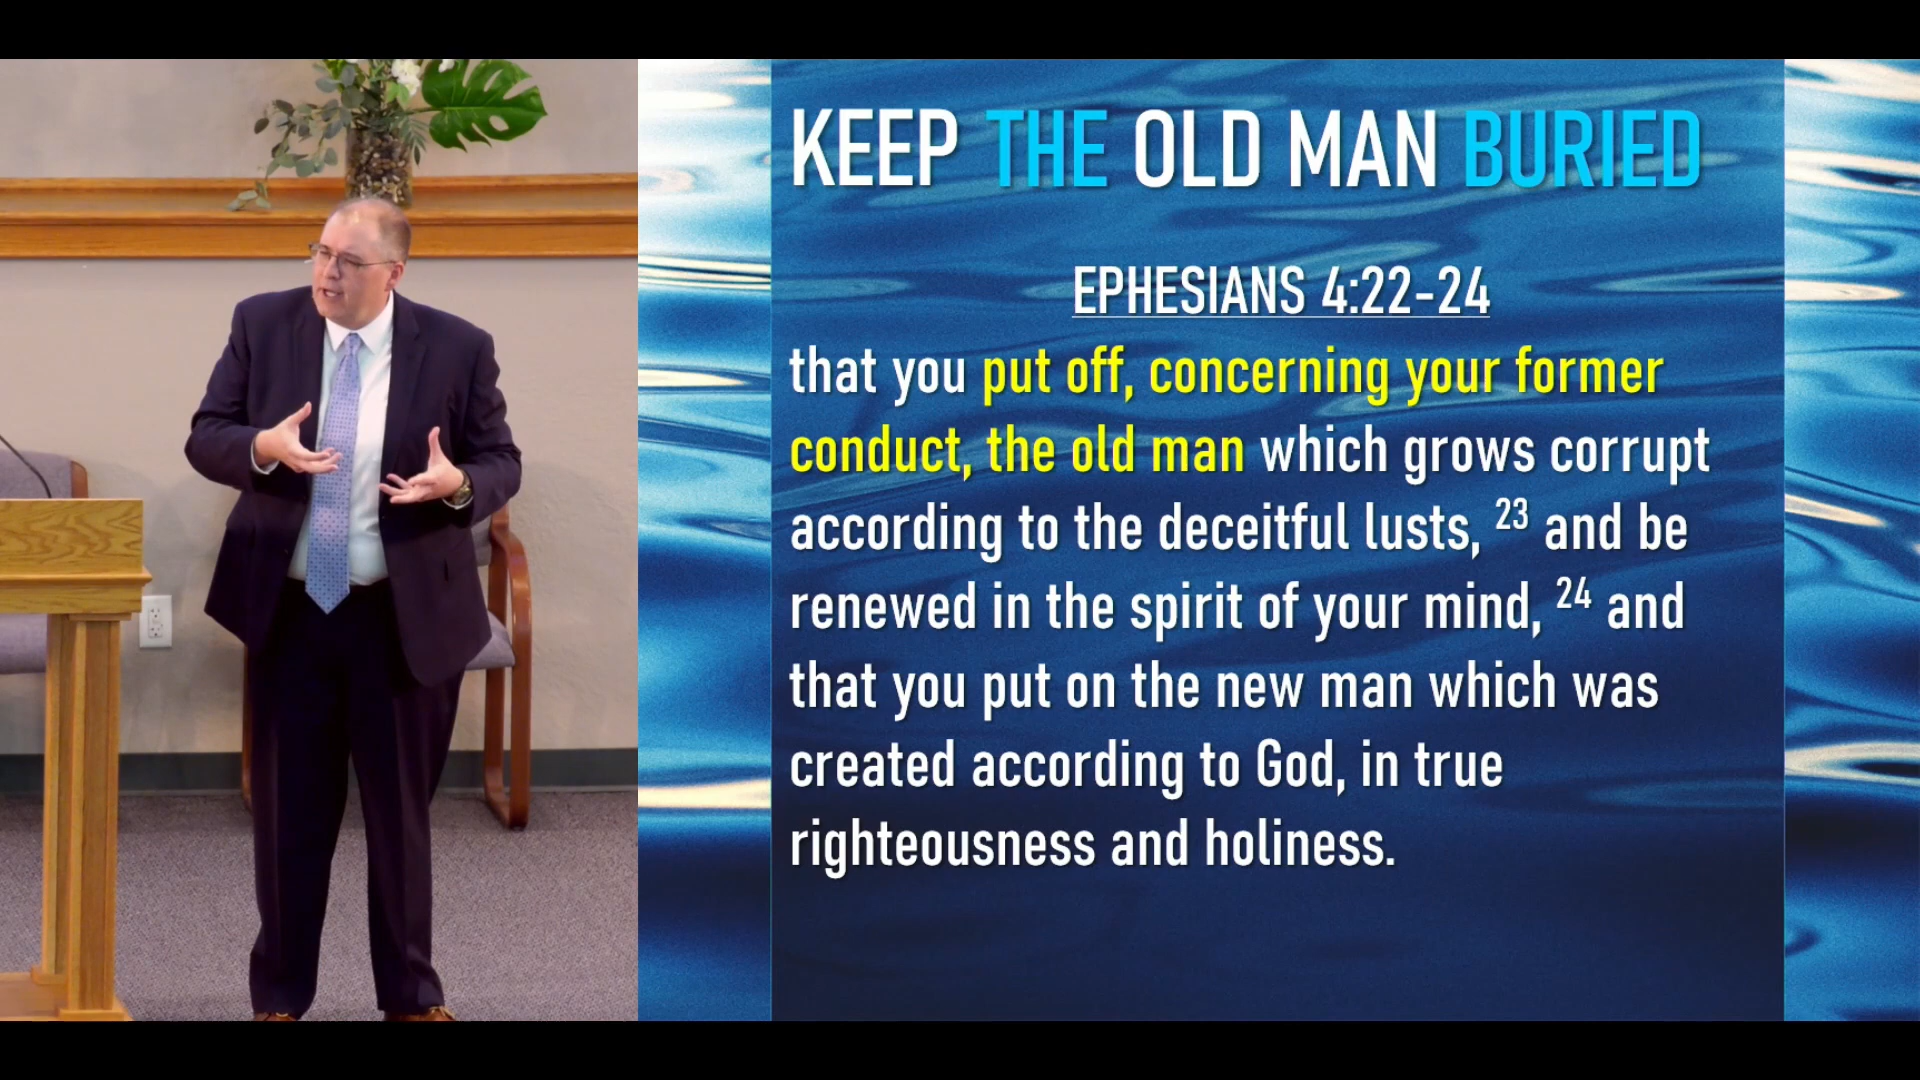 KEEP THE OLD MAN BURIED
EPHESIANS 4:22-24
that you put off, concerning your former
conduct, the old man which grows corrupt
according to the deceitful lusts, 23 and be
renewed in the spirit of your mind, 24 and
that you put on the new man which was
created according to God, in true
righteousness and holiness.